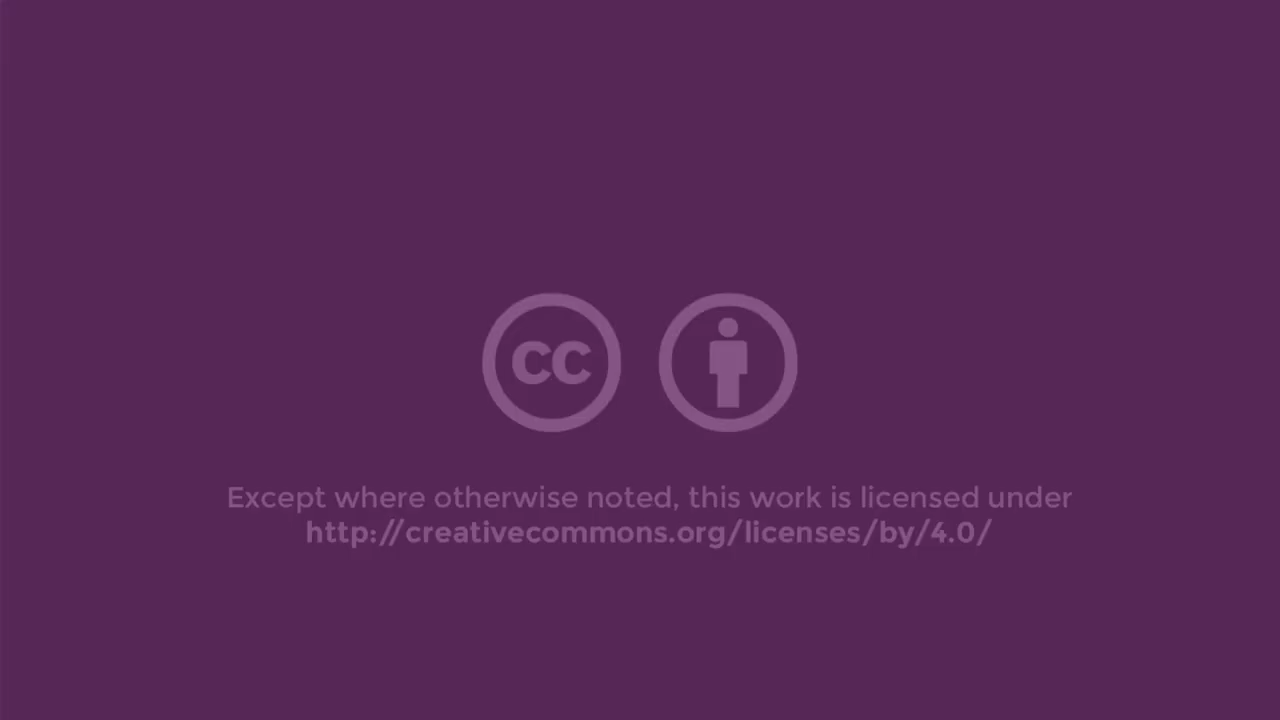 cc
Except where otherwise noted, this work is licensed under
http://creativecommons.org/licenses/by/4.0/